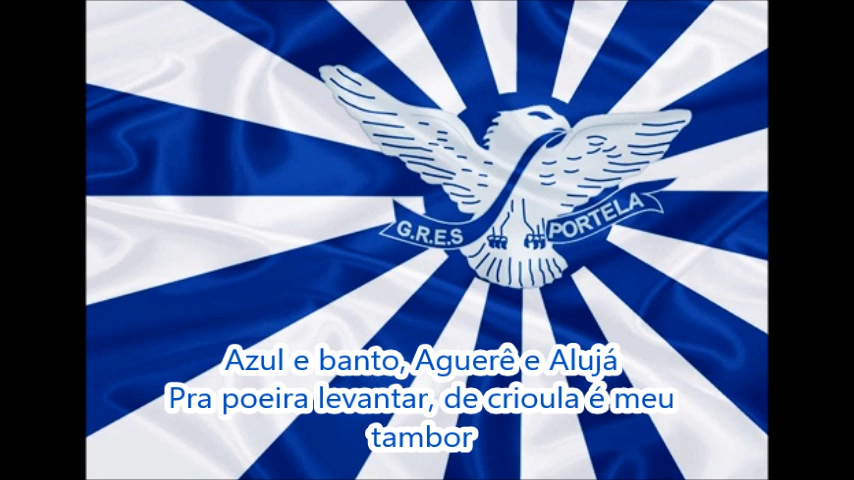 G.R.E.S
PORTELA
Azul e banto, Aguerê e Alujá
Pra poeira levantar, de crioula é meu
tambor